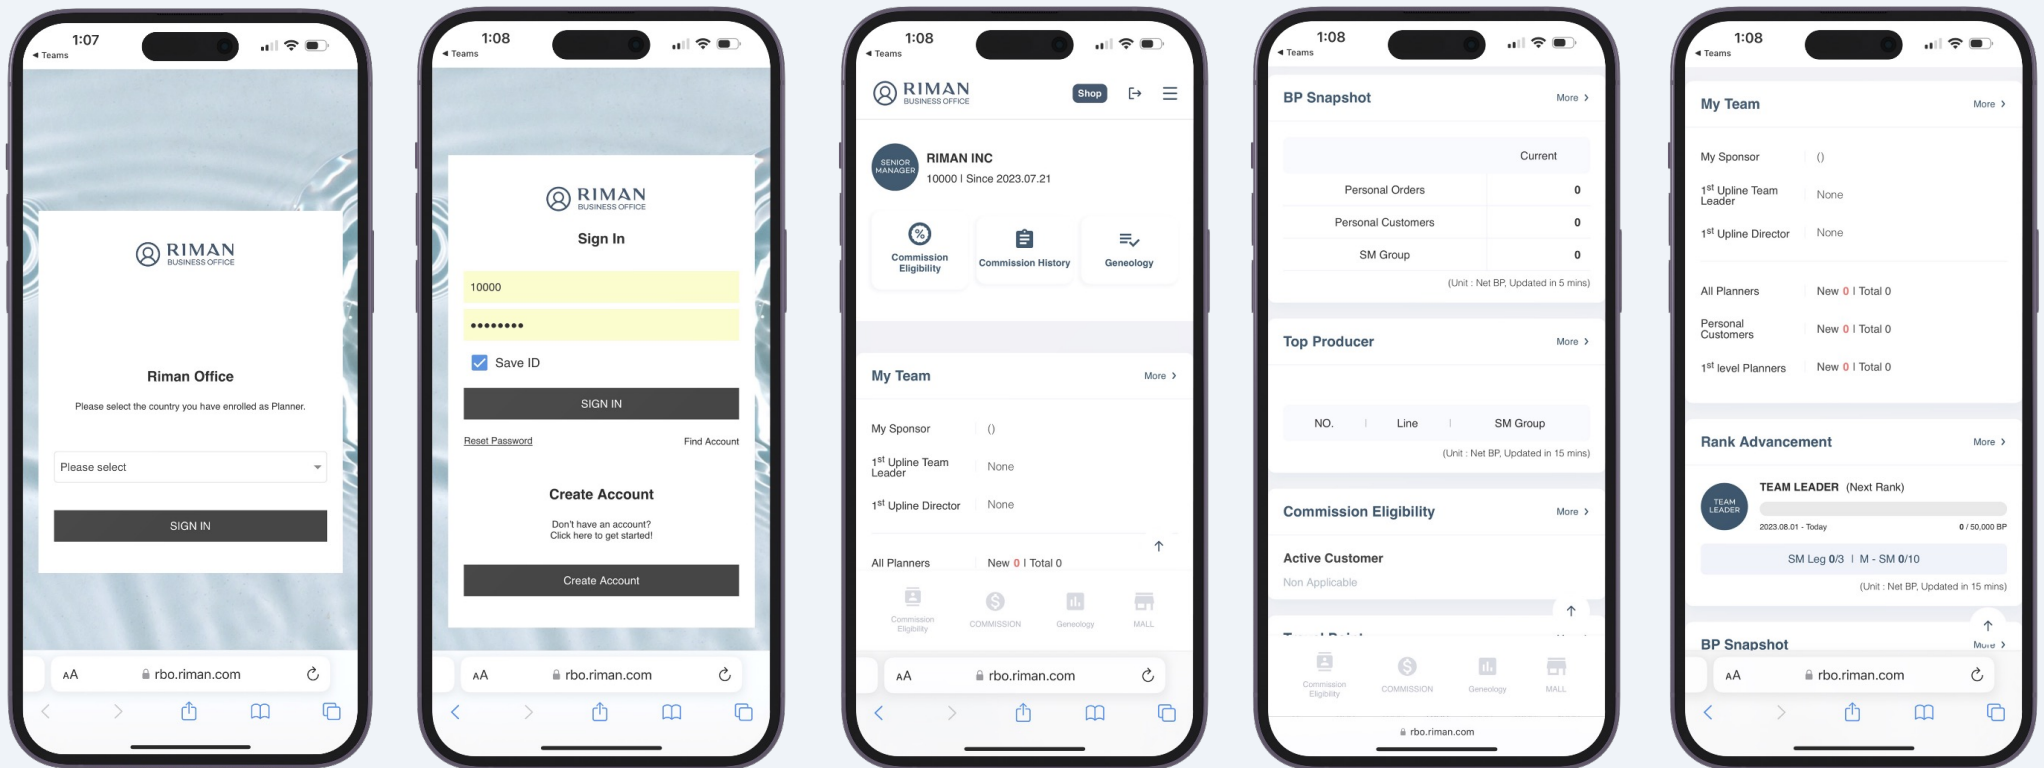 1:07
◄ Teams
RIMAN
BUSINESS OFFICE
Riman Office
Please select the country you have enrolled as Planner.
Please select
SIGN IN
AA
rbo.riman.com
1:08
◄ Teams
RIMAN
BUSINESS OFFICE
Sign In
10000
••••••••
Save ID
SIGN IN
Reset Password
Find Account
Create Account
Don't have an account?
Click here to get started!
Create Account
AA
rbo.riman.com
1:08
◄ Teams
RIMAN
BUSINESS OFFICE
Shop
SENIOR
MANAGER
RIMAN INC
10000 | Since 2023.07.21
Commission
Eligibility
Commission History
Geneology
My Team
More >
My Sponsor ()
1st Upline Team
Leader
None
1st Upline Director None
All Planners New 0 | Total 0
Commission
Eligibility
COMMISSION
Geneology
MALL
AA
rbo.riman.com
1:08
◄ Teams
BP Snapshot
More >
Current
Personal Orders 0
Personal Customers 0
SM Group 0
(Unit : Net BP, Updated in 5 mins)
Top Producer
More >
NO. | Line | SM Group
(Unit : Net BP, Updated in 15 mins)
Commission Eligibility
More >
Active Customer
Non Applicable
Commission
Eligibility
COMMISSION
Geneology
MALL
rbo.riman.com
1:08
◄ Teams
My Team
More >
My Sponsor ()
1st Upline Team
Leader
None
1st Upline Director None
All Planners New 0 | Total 0
Personal
Customers
New 0 | Total 0
1st level Planners New 0 | Total 0
Rank Advancement
More >
TEAM
LEADER
TEAM LEADER (Next Rank)
2023.08.01 - Today
0 / 50,000 BP
SM Leg 0/3 | M - SM 0/10
(Unit : Net BP, Updated in 15 mins)
BP Snapshot
More >
AA
rbo.riman.com